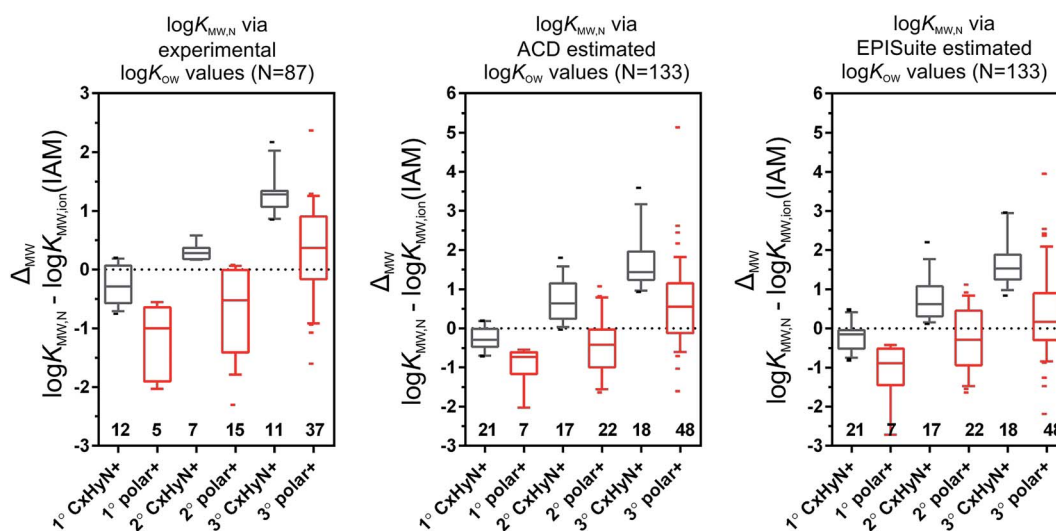 logK_MW,N via
experimental
logK_OW values (N=87)
Δ_MW
logK_MW,N - logK_MW,ion(IAM)
3
2
1
0
-1
-2
-3
12 5 7 15 11 37
1° CxHyN+
1° polar+
2° CxHyN+
2° polar+
3° CxHyN+
3° polar+
logK_MW,N via
ACD estimated
logK_OW values (N=133)
Δ_MW
logK_MW,N - logK_MW,ion(IAM)
6
5
4
3
2
1
0
-1
-2
-3
21 7 17 22 18 48
1° CxHyN+
1° polar+
2° CxHyN+
2° polar+
3° CxHyN+
3° polar+
logK_MW,N via
EPISuite estimated
logK_OW values (N=133)
Δ_MW
logK_MW,N - logK_MW,ion(IAM)
6
5
4
3
2
1
0
-1
-2
-3
21 7 17 22 18 48
1° CxHyN+
1° polar+
2° CxHyN+
2° polar+
3° CxHyN+
3° polar+